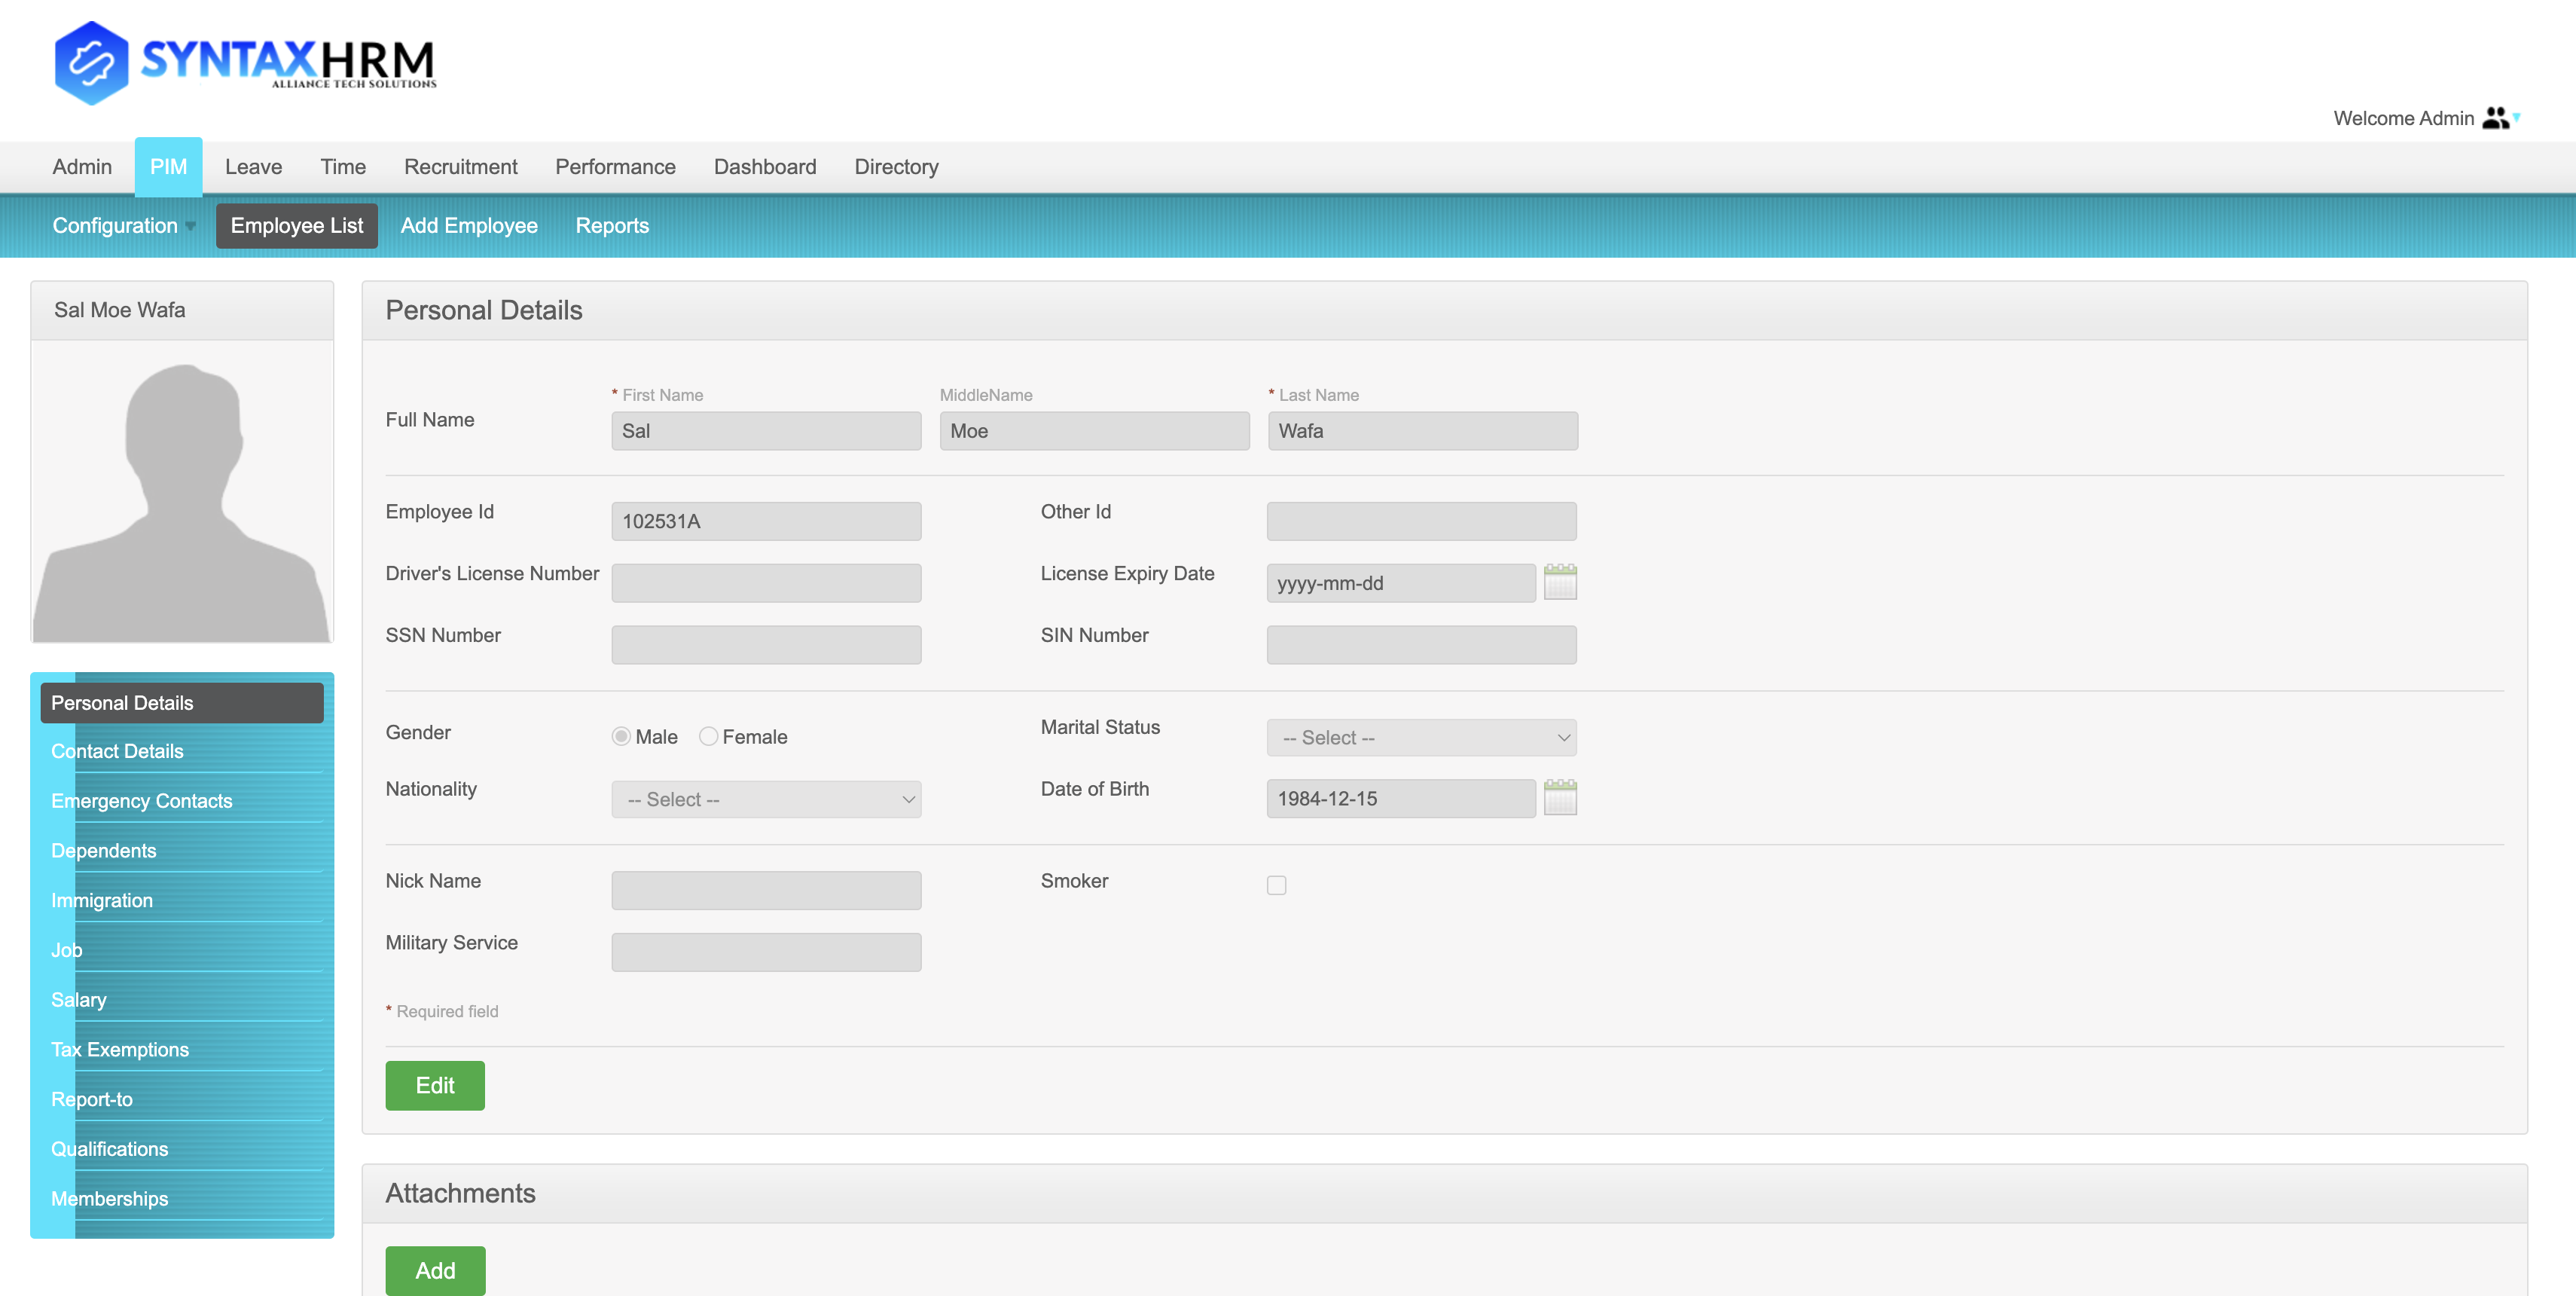 SYNTAXHRM
ALLIANCE TECH SOLUTIONS
Welcome Admin
Admin PIM Leave Time Recruitment Performance Dashboard Directory
Configuration Employee List Add Employee Reports
Sal Moe Wafa
Personal Details
Contact Details
Emergency Contacts
Dependents
Immigration
Job
Salary
Tax Exemptions
Report-to
Qualifications
Memberships
Personal Details
* First Name MiddleName * Last Name
Full Name Sal Moe Wafa
Employee Id 102531A Other Id
Driver's License Number License Expiry Date yyyy-mm-dd
SSN Number SIN Number
Gender Male Female Marital Status -- Select --
Nationality -- Select -- Date of Birth 1984-12-15
Nick Name Smoker
Military Service
* Required field
Edit
Attachments
Add